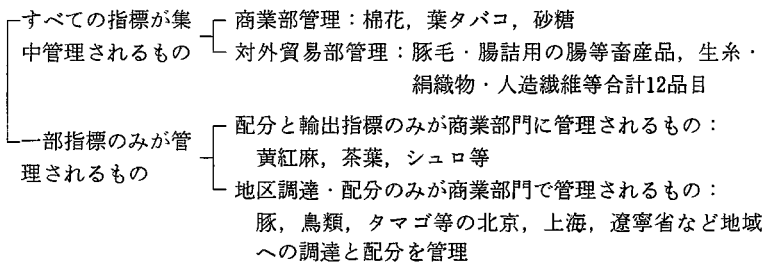 すべての指標が集
中管理されるもの
商業部管理：棉花，葉タバコ，砂糖
対外貿易部管理：豚毛・腸詰用の腸等畜産品，生糸・
絹織物・人造繊維等合計12品目
一部指標のみが管
理されるもの
配分と輸出指標のみが商業部門に管理されるもの：
黄紅麻，茶葉，シュロ等
地区調達・配分のみが商業部門で管理されるもの：
豚，鳥類，タマゴ等の北京，上海，遼寧省など地域
への調達と配分を管理